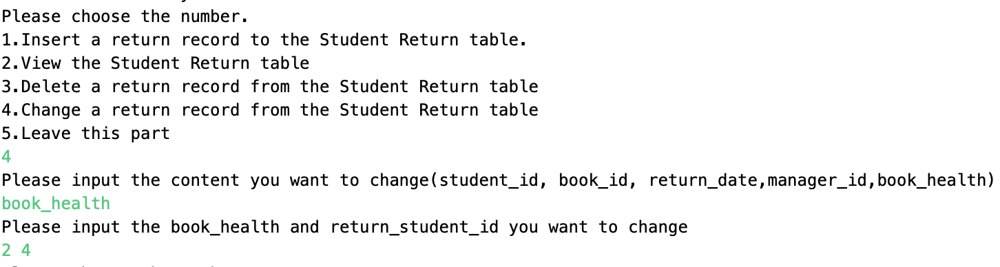 Please choose the number.
1.Insert a return record to the Student Return table.
2.View the Student Return table
3.Delete a return record from the Student Return table
4.Change a return record from the Student Return table
5.Leave this part
4
Please input the content you want to change(student_id, book_id, return_date,manager_id,book_health)
book_health
Please input the book_health and return_student_id you want to change
2 4